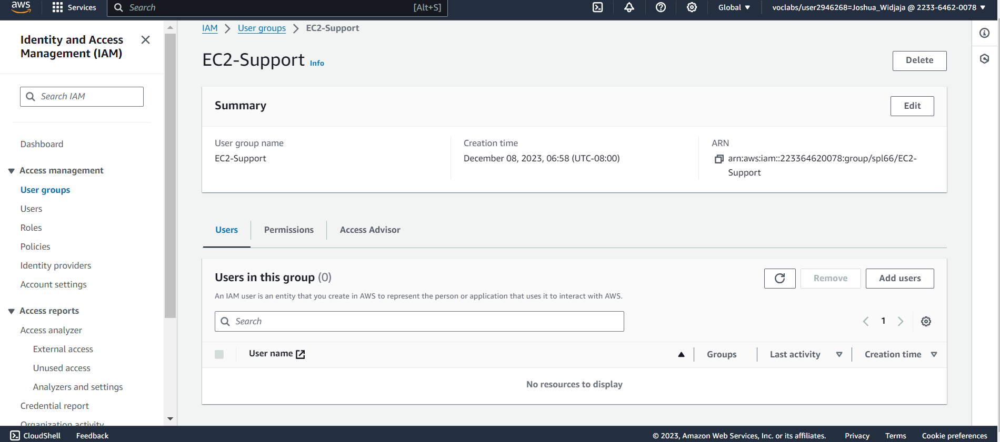 aws
Services
Search
[Alt+S]
Global
voclabs/user2946268=Joshua_Widjaja @ 2233-6462-0078
Identity and Access
Management (IAM)
Search IAM
Dashboard
Access management
User groups
Users
Roles
Policies
Identity providers
Account settings
Access reports
Access analyzer
External access
Unused access
Analyzers and settings
Credential report
Organization activity
IAM > User groups > EC2-Support
EC2-Support Info
Delete
Summary
Edit
User group name
EC2-Support
Creation time
December 08, 2023, 06:58 (UTC-08:00)
ARN
arn:aws:iam::223364620078:group/spl66/EC2-
Support
Users
Permissions
Access Advisor
Users in this group (0)
Remove
Add users
An IAM user is an entity that you create in AWS to represent the person or application that uses it to interact with AWS.
Search
1
User name
Groups
Last activity
Creation time
No resources to display
CloudShell
Feedback
© 2023, Amazon Web Services, Inc. or its affiliates.
Privacy
Terms
Cookie preferences